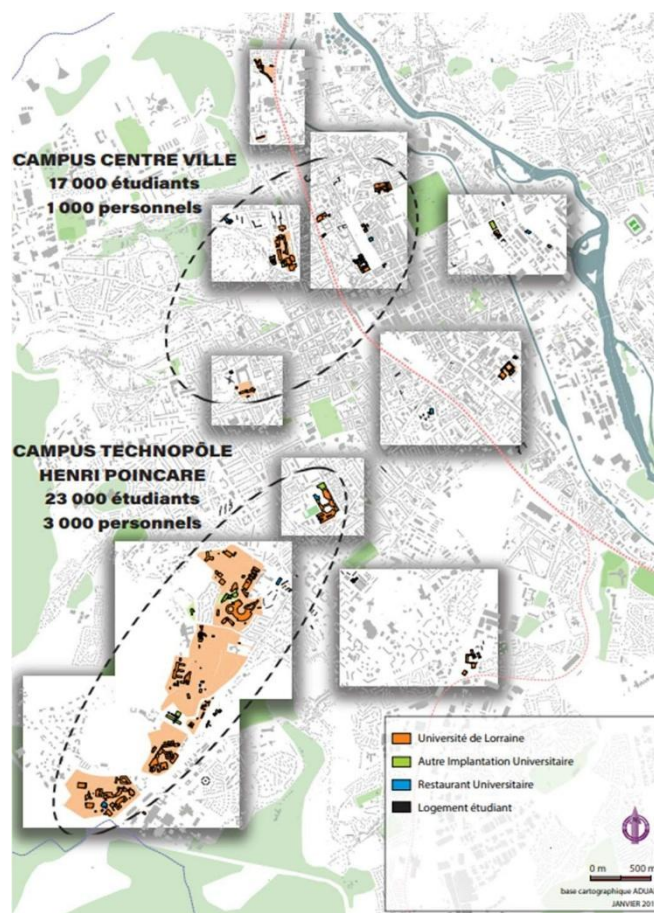 CAMPUS CENTRE VILLE
17 000 étudiants
1 000 personnels
CAMPUS TECHNOPÔLE
HENRI POINCARE
23 000 étudiants
3 000 personnels
Université de Lorraine
Autre Implantation Universitaire
Restaurant Universitaire
Logement étudiant
0 m 500 m
base cartographique ADUA
JANVIER 201